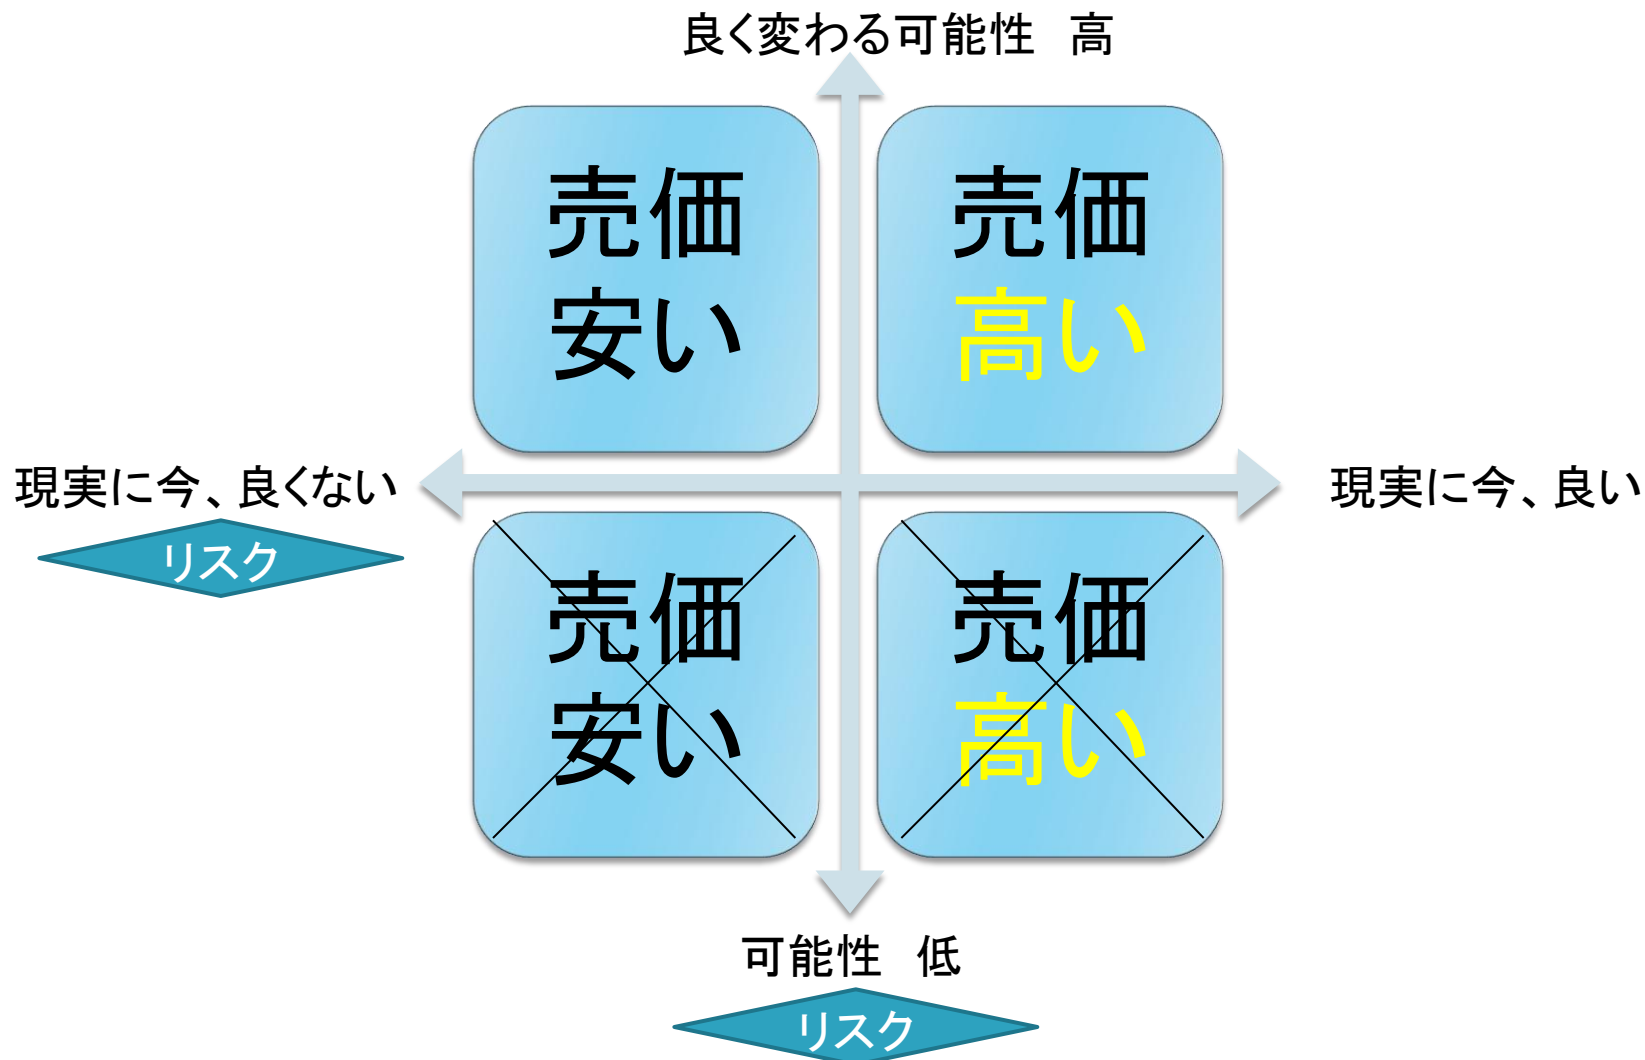 良く変わる可能性　高
売価
安い
売価
高い
現実に今、良くない
現実に今、良い
リスク
売価
安い
売価
高い
可能性　低
リスク